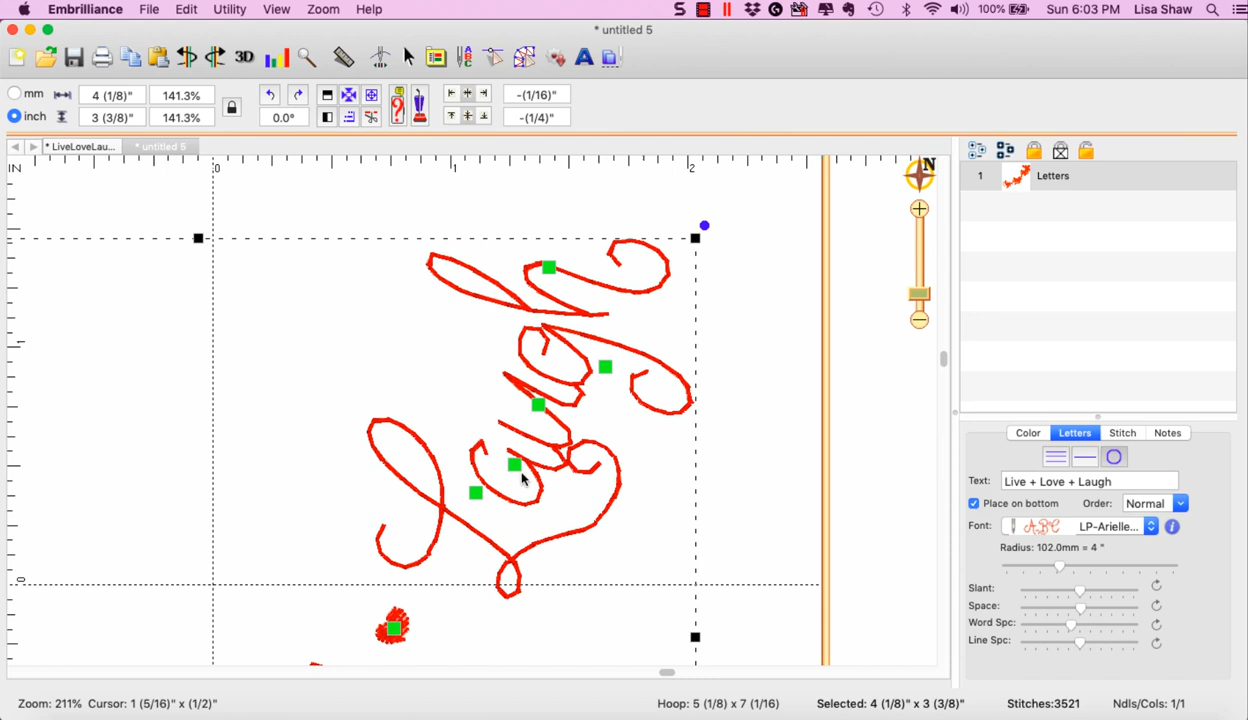 Embrilliance File Edit Utility View Zoom Help S 100% Sun 6:03 PM Lisa Shaw
* untitled 5
3D ABC A
mm 4 (1/8)" 141.3% -(1/16)"
inch 3 (3/8)" 141.3% 0.0° -(1/4)"
* LiveLoveLau... * untitled 5
IN 0 1 2
N
1
0
1 Letters
Laugh
Color Letters Stitch Notes
Text: Live + Love + Laugh
Place on bottom Order: Normal
Font: ABC LP-Arielle...
Radius: 102.0mm = 4 "
Slant:
Space:
Word Spc:
Line Spc:
Zoom: 211% Cursor: 1 (5/16)" x (1/2)" Hoop: 5 (1/8) x 7 (1/16) Selected: 4 (1/8)" x 3 (3/8)" Stitches:3521 Ndls/Cols: 1/1